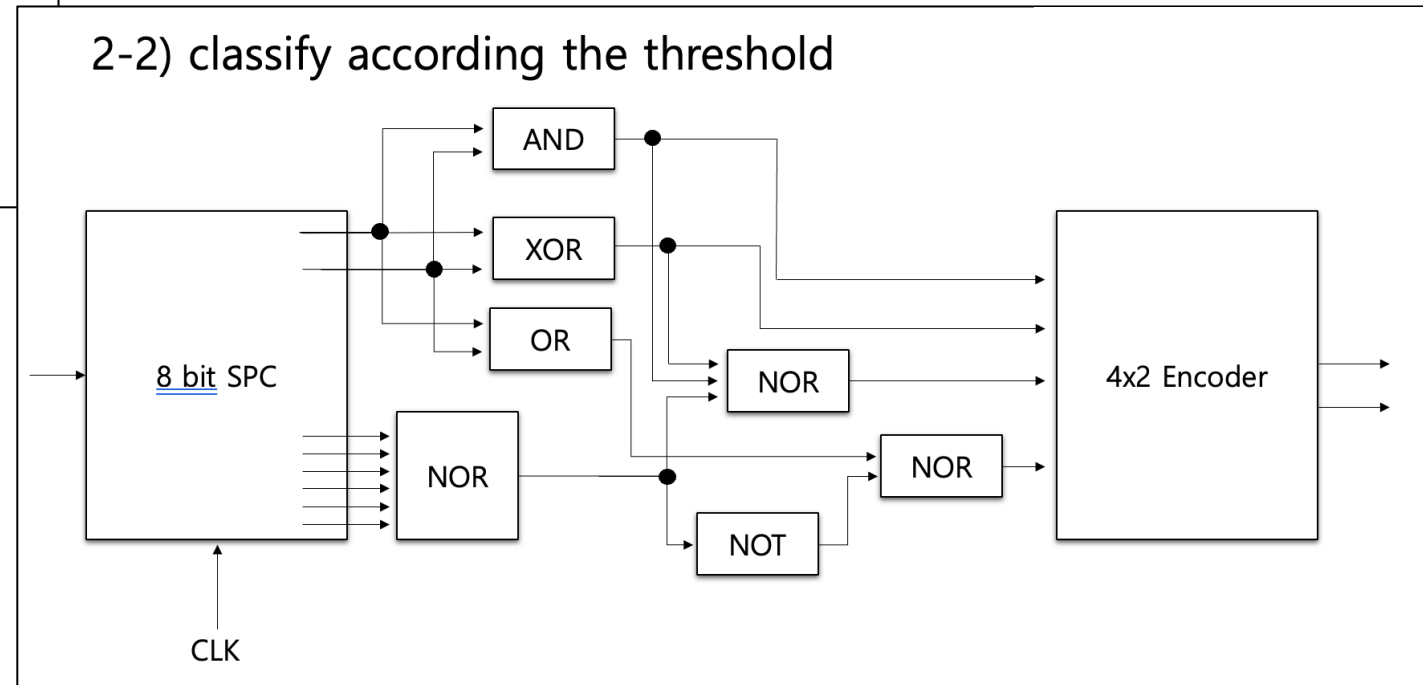 2-2) classify according the threshold
AND
XOR
OR
8 bit SPC
NOR
4x2 Encoder
NOR
NOR
NOT
CLK